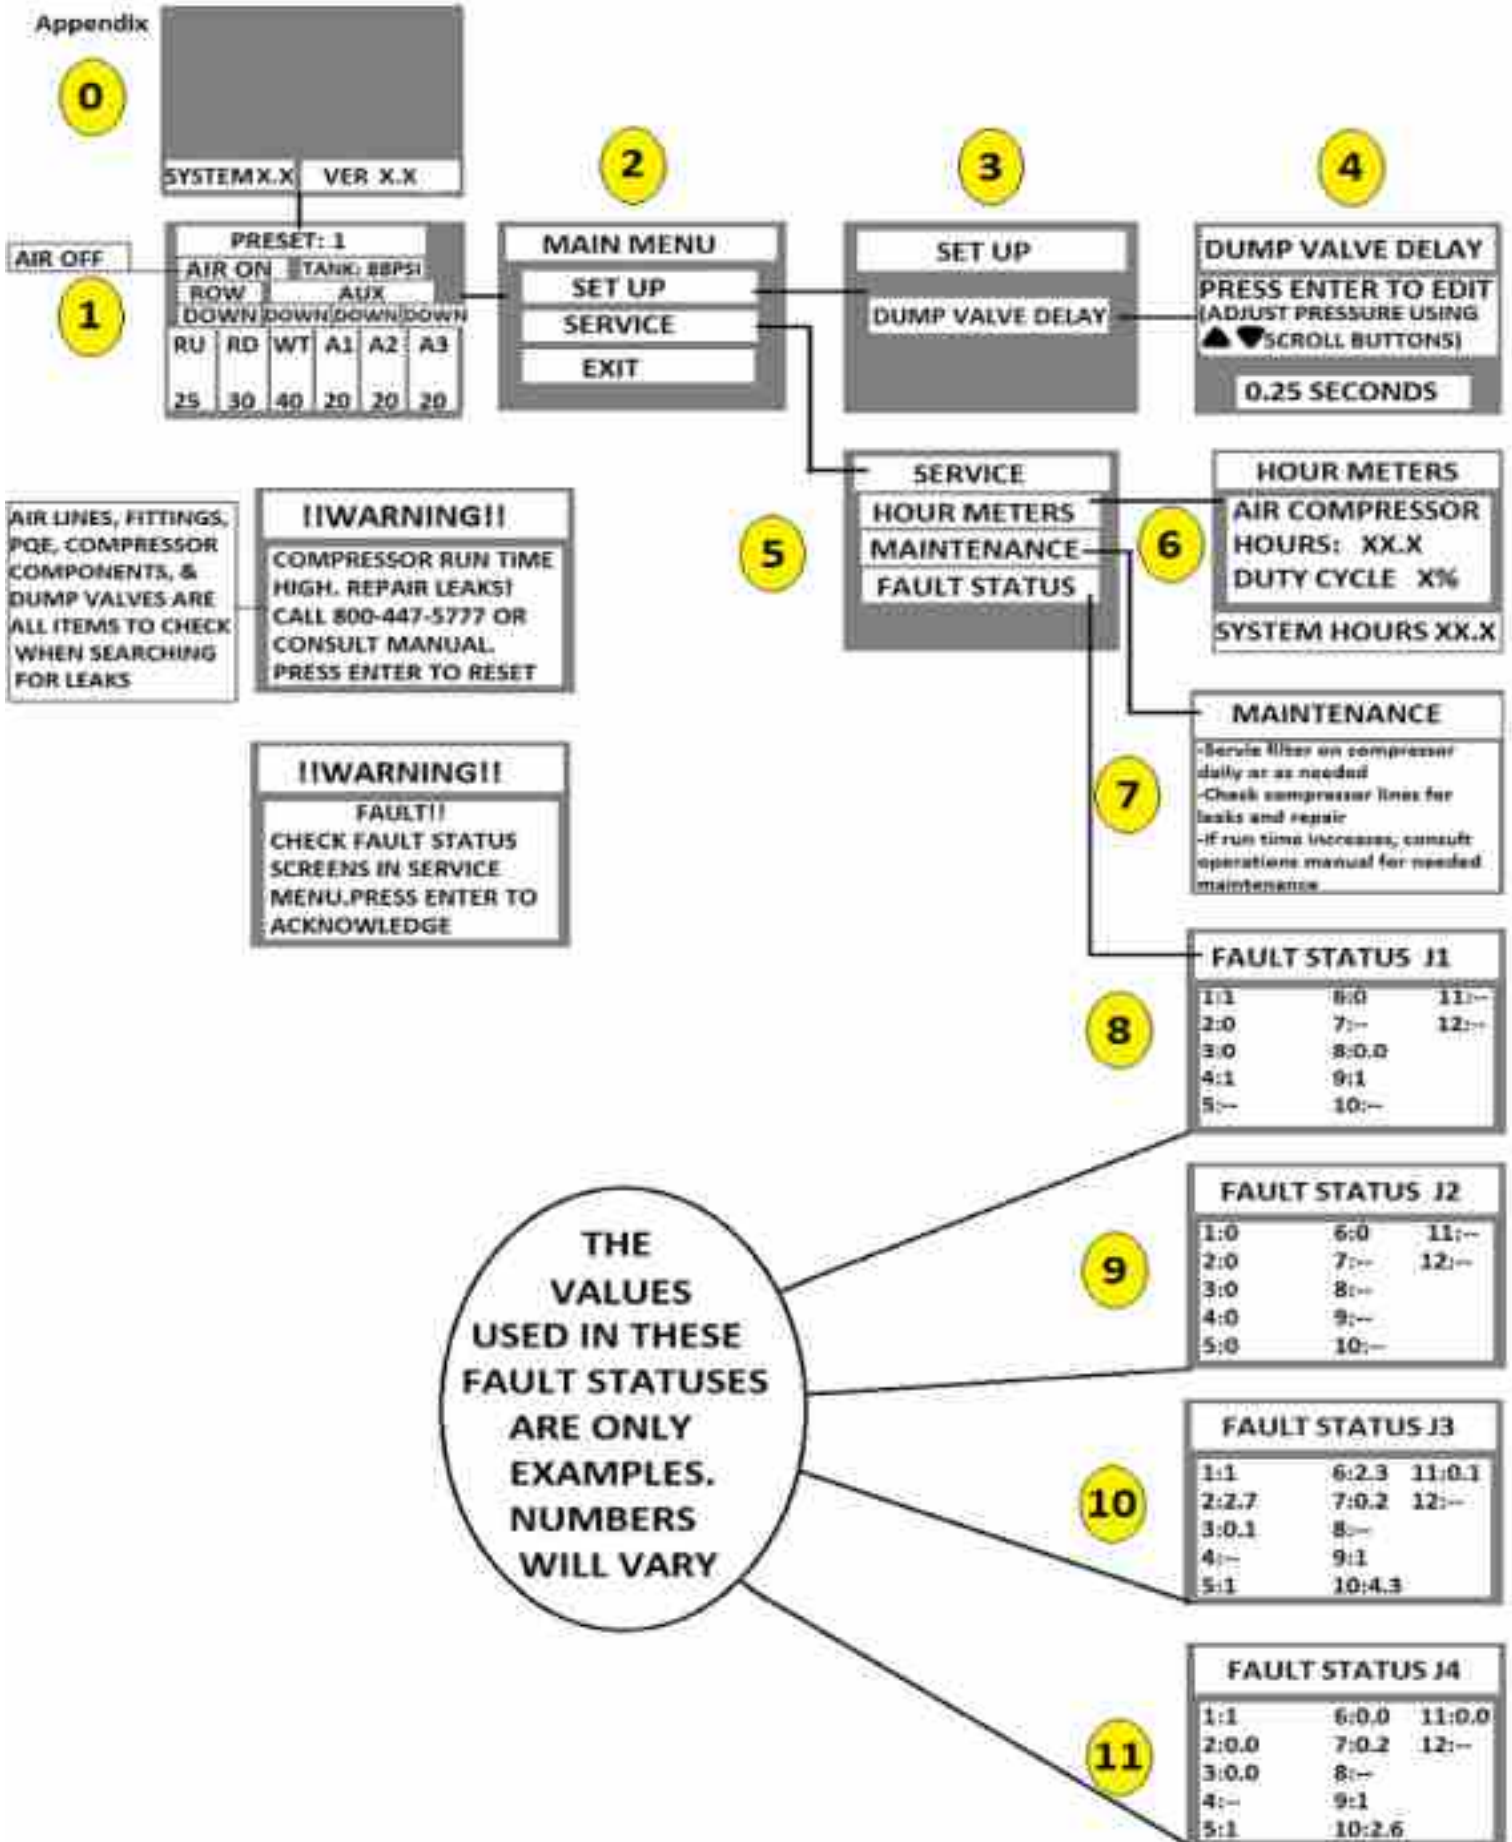 Appendix
0
SYSTEM X.X VER X.X
AIR OFF
1
PRESET: 1
AIR ON TANK: 88PSI
ROW AUX
DOWN DOWN DOWN DOWN
RU RD WT A1 A2 A3
25 30 40 20 20 20
2
MAIN MENU
SET UP
SERVICE
EXIT
3
SET UP
DUMP VALVE DELAY
4
DUMP VALVE DELAY
PRESS ENTER TO EDIT
(ADJUST PRESSURE USING
▲ ▼SCROLL BUTTONS)
0.25 SECONDS
AIR LINES, FITTINGS,
PQE, COMPRESSOR
COMPONENTS, &
DUMP VALVES ARE
ALL ITEMS TO CHECK
WHEN SEARCHING
FOR LEAKS
!!WARNING!!
COMPRESSOR RUN TIME
HIGH. REPAIR LEAKS!
CALL 800-447-5777 OR
CONSULT MANUAL.
PRESS ENTER TO RESET
!!WARNING!!
FAULT!!
CHECK FAULT STATUS
SCREENS IN SERVICE
MENU.PRESS ENTER TO
ACKNOWLEDGE
5
SERVICE
HOUR METERS
MAINTENANCE
FAULT STATUS
6
HOUR METERS
AIR COMPRESSOR
HOURS: XX.X
DUTY CYCLE X%
SYSTEM HOURS XX.X
7
MAINTENANCE
-Servie filter on compressor
daily or as needed
-Check compressor lines for
leaks and repair
-If run time increases, consult
operations manual for needed
maintenance
8
FAULT STATUS J1
1:1 6:0 11:--
2:0 7:-- 12:--
3:0 8:0.0
4:1 9:1
5:-- 10:--
9
FAULT STATUS J2
1:0 6:0 11:--
2:0 7:-- 12:--
3:0 8:--
4:0 9:--
5:0 10:--
THE
VALUES
USED IN THESE
FAULT STATUSES
ARE ONLY
EXAMPLES.
NUMBERS
WILL VARY
10
FAULT STATUS J3
1:1 6:2.3 11:0.1
2:2.7 7:0.2 12:--
3:0.1 8:--
4:-- 9:1
5:1 10:4.3
11
FAULT STATUS J4
1:1 6:0.0 11:0.0
2:0.0 7:0.2 12:--
3:0.0 8:--
4:-- 9:1
5:1 10:2.6